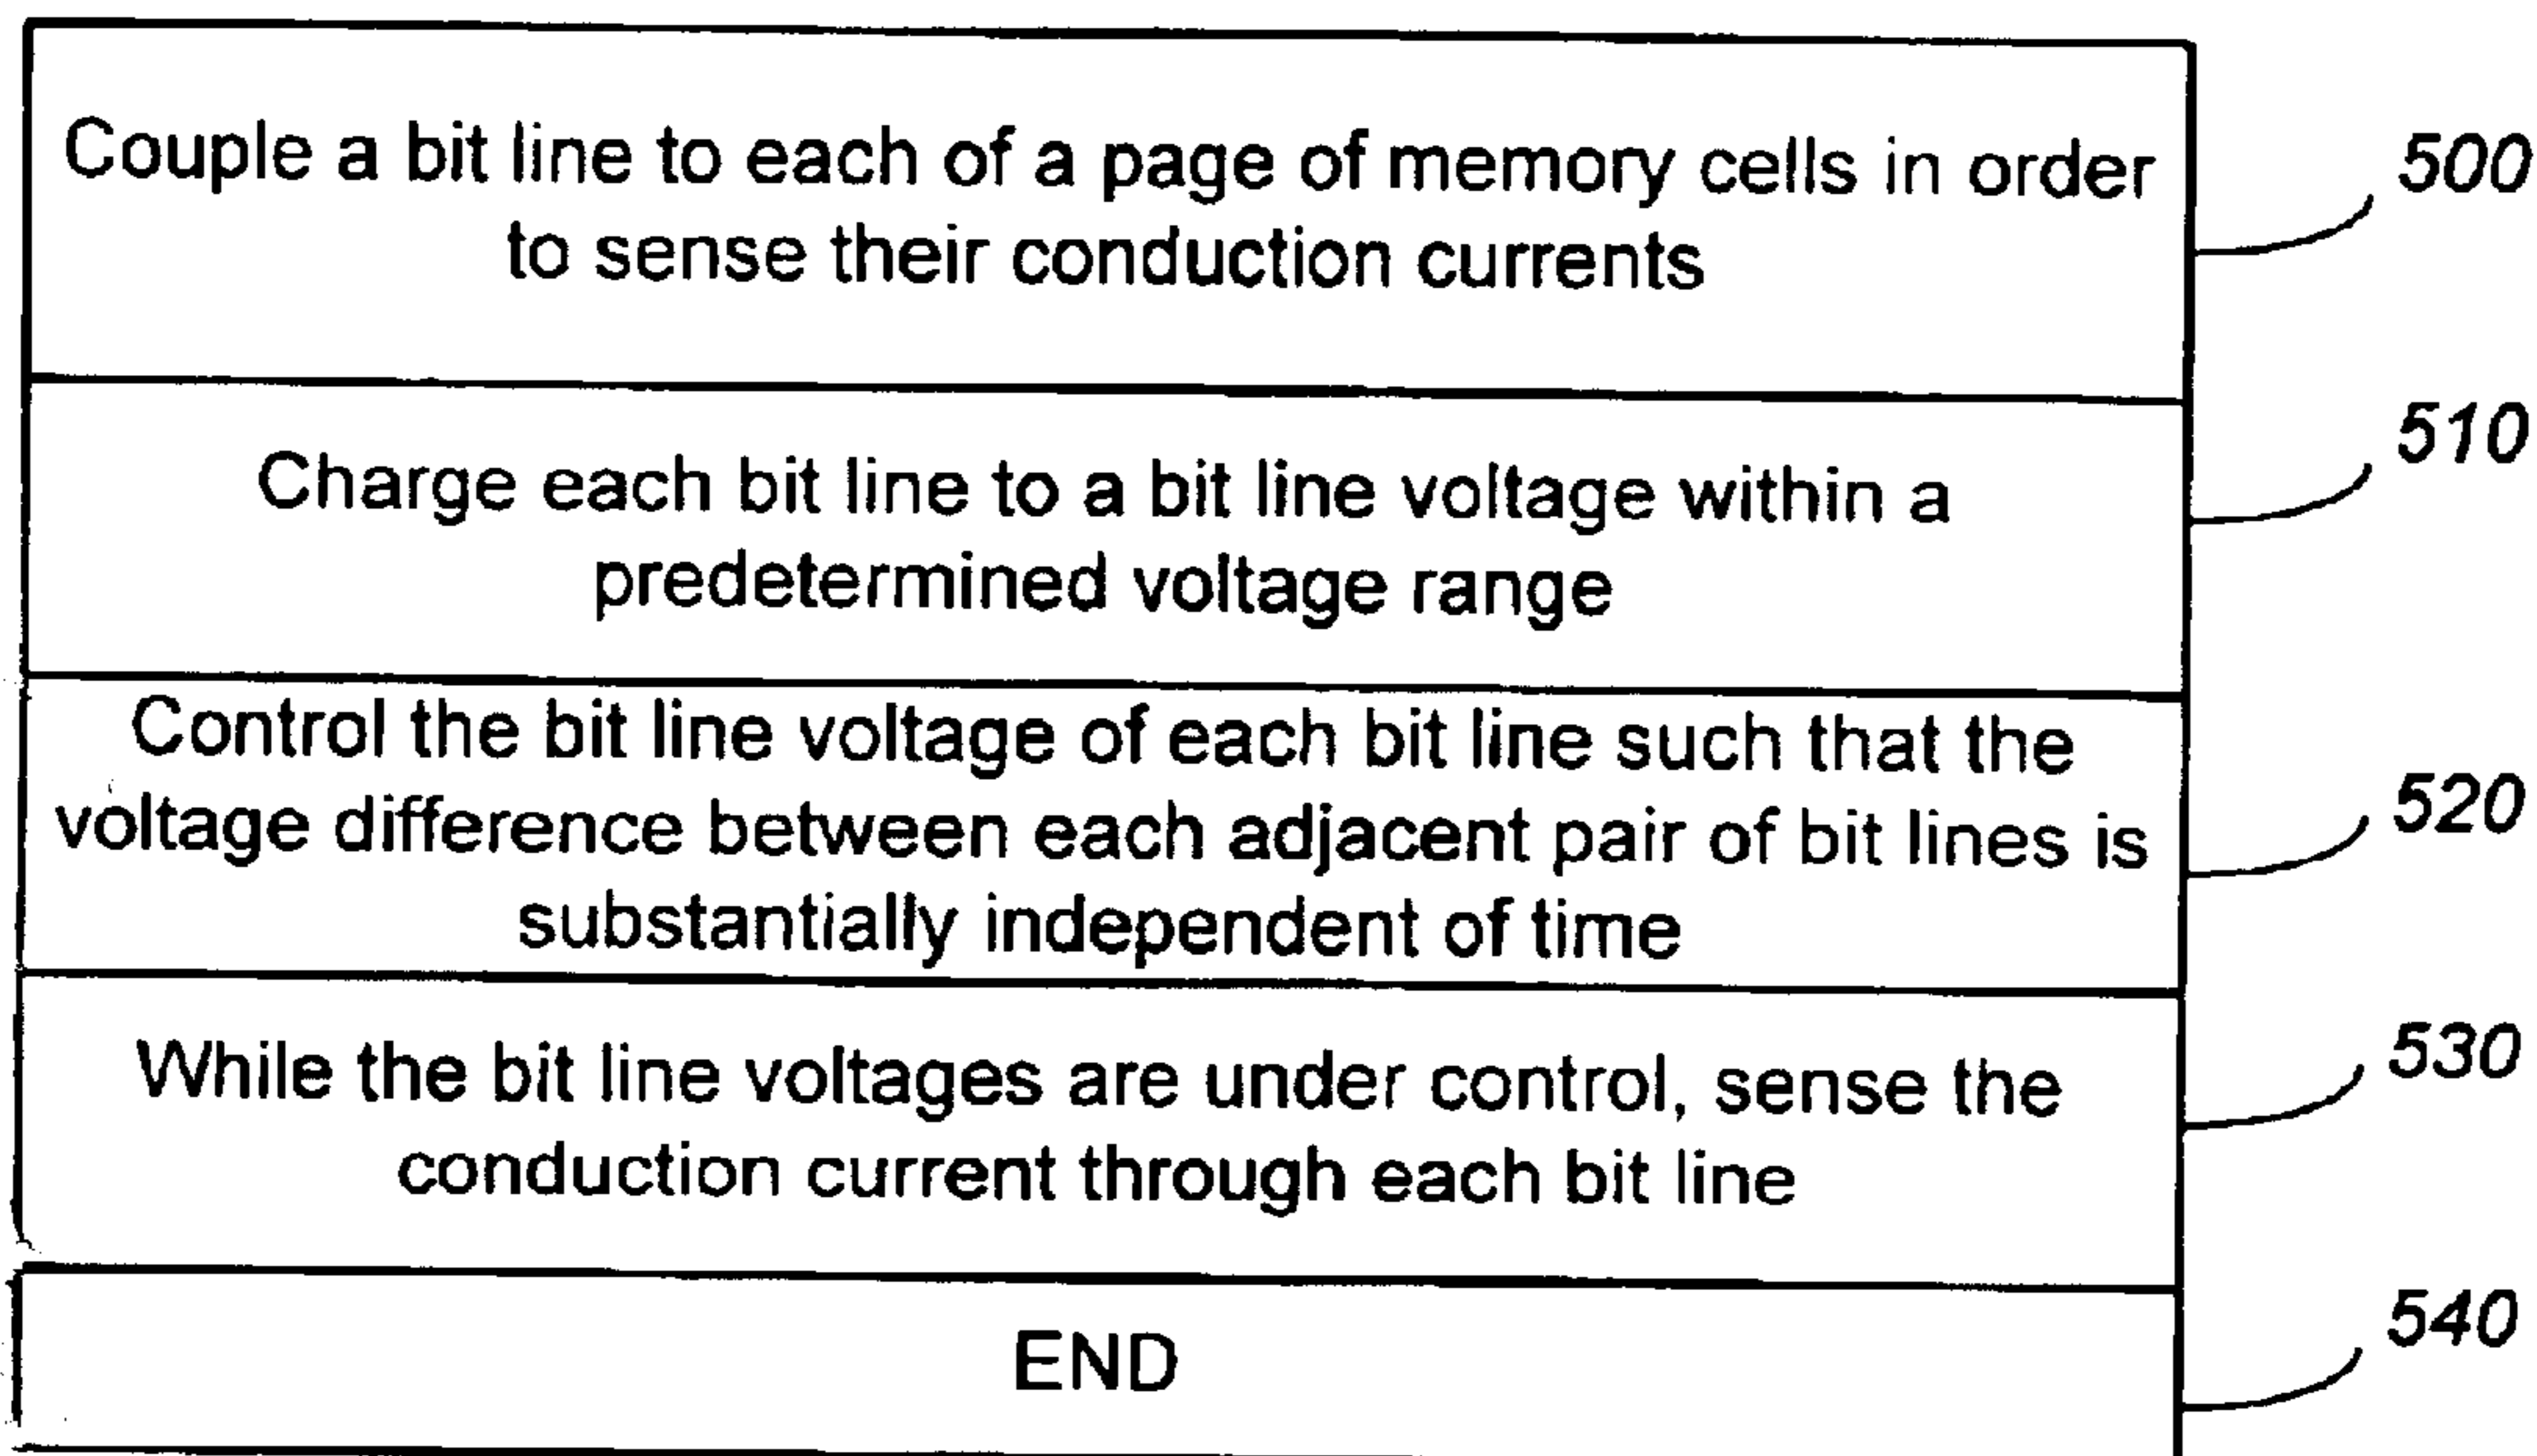 Couple a bit line to each of a page of memory cells in order
to sense their conduction currents
500
Charge each bit line to a bit line voltage within a
predetermined voltage range
510
Control the bit line voltage of each bit line such that the
voltage difference between each adjacent pair of bit lines is
substantially independent of time
520
While the bit line voltages are under control, sense the
conduction current through each bit line
530
END
540